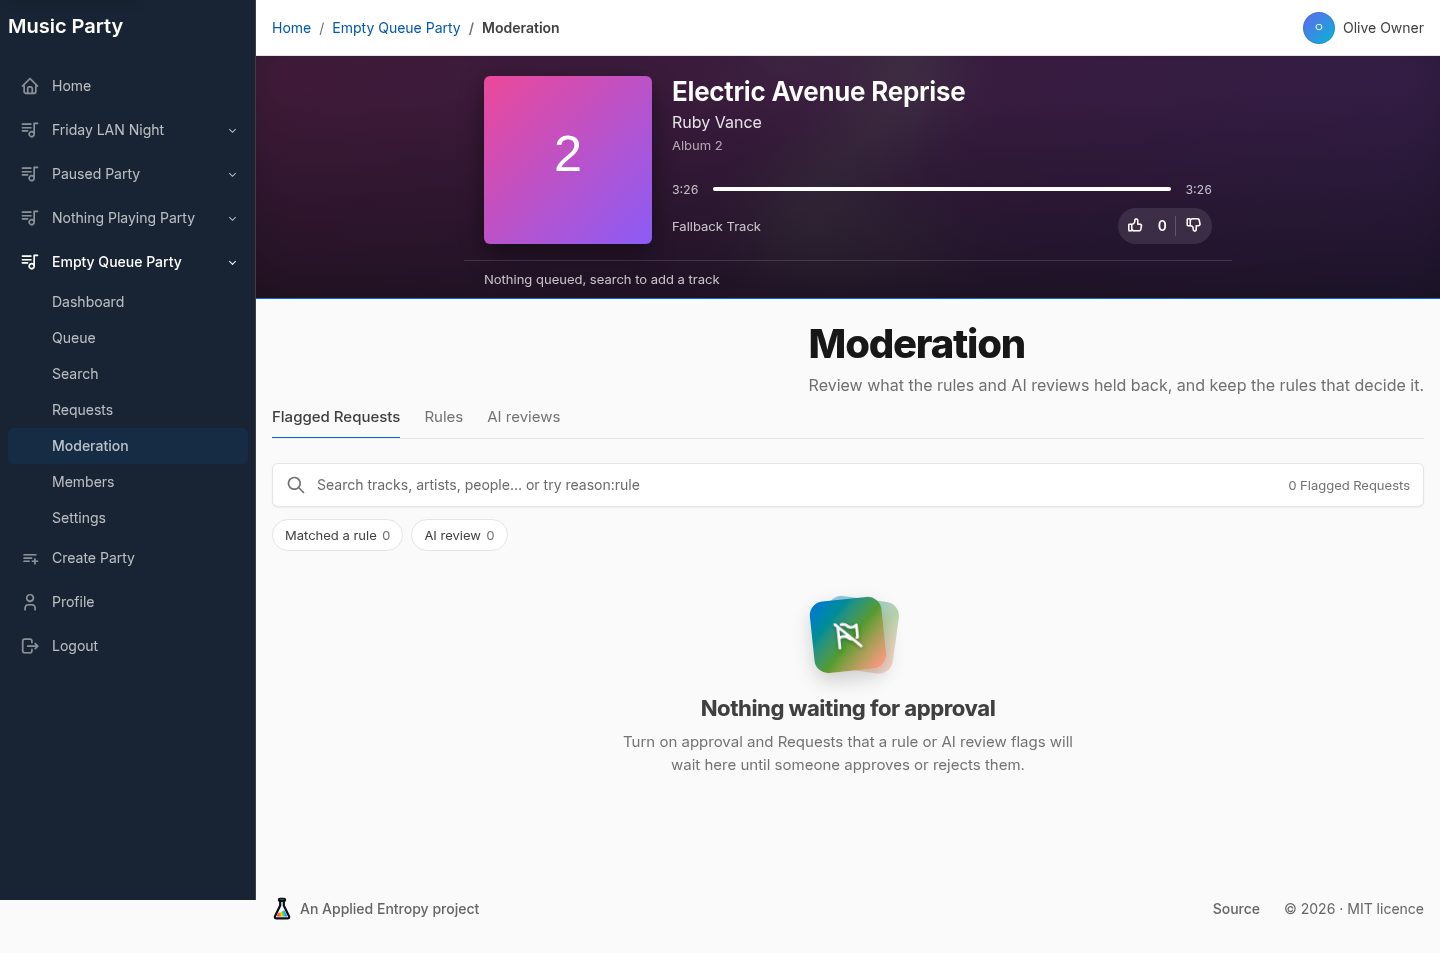 Music Party
Home
Friday LAN Night
Paused Party
Nothing Playing Party
Empty Queue Party
Dashboard
Queue
Search
Requests
Moderation
Members
Settings
Create Party
Profile
Logout
Home / Empty Queue Party / Moderation
O Olive Owner
2
Electric Avenue Reprise
Ruby Vance
Album 2
3:26 3:26
Fallback Track 0
Nothing queued, search to add a track
Moderation
Review what the rules and AI reviews held back, and keep the rules that decide it.
Flagged Requests Rules AI reviews
Search tracks, artists, people... or try reason:rule 0 Flagged Requests
Matched a rule 0 AI review 0
Nothing waiting for approval
Turn on approval and Requests that a rule or AI review flags will
wait here until someone approves or rejects them.
An Applied Entropy project Source © 2026 · MIT licence